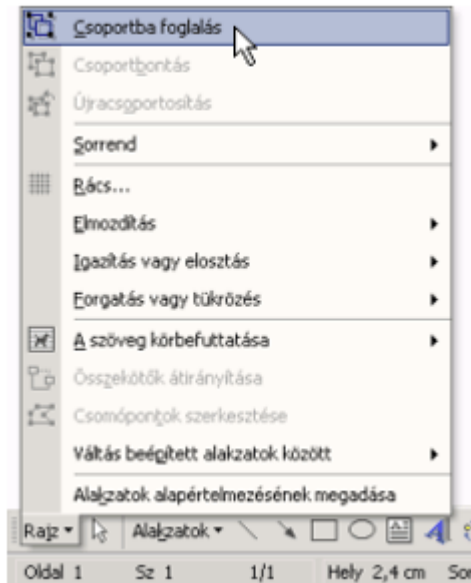 Csoportba foglalás
Csoportbontás
Újracsoportosítás
Sorrend
Rács...
Elmozdítás
Igazítás vagy elosztás
Forgatás vagy tükrözés
A szöveg körbefuttatása
Összekötők átirányítása
Csomópontok szerkesztése
Váltás beépített alakzatok között
Alakzatok alapértelmezésének megadása
Rajz Alakzatok
Oldal 1 Sz 1 1/1 Hely 2,4 cm Sor